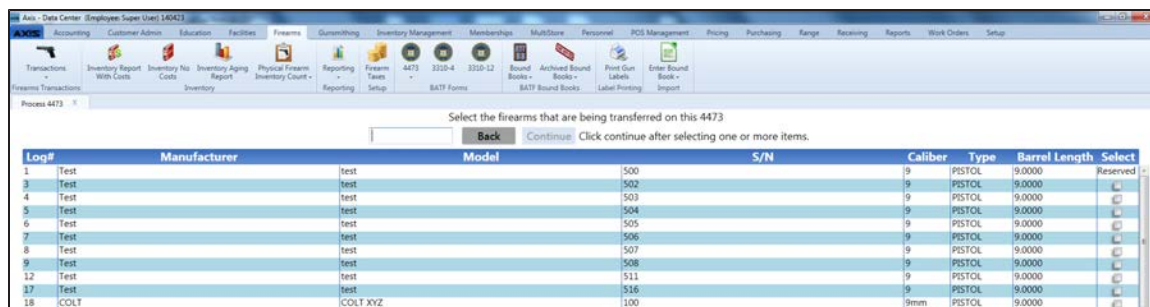 Axis - Data Center (Employee: Super User) 140423
AXIS Accounting Customer Admin Education Facilities Firearms Gunsmithing Inventory Management Memberships MultiStore Personnel POS Management Pricing Purchasing Range Receiving Reports Work Orders Setup
Transactions Inventory Report With Costs Inventory No Costs Inventory Aging Report Physical Firearm Inventory Count Reporting Firearm Taxes 4473 3310-4 3310-12 Bound Books Archived Bound Books Print Gun Labels Enter Bound Book
Firearms Transactions Inventory Reporting Setup BATF Forms BATF Bound Books Label Printing Import
Process 4473 X
Select the firearms that are being transferred on this 4473
Back Continue Click continue after selecting one or more items.
Log# Manufacturer Model S/N Caliber Type Barrel Length Select
1 Test test 500 9 PISTOL 9.0000 Reserved
3 Test test 502 9 PISTOL 9.0000
4 Test test 503 9 PISTOL 9.0000
5 Test test 504 9 PISTOL 9.0000
6 Test test 505 9 PISTOL 9.0000
7 Test test 506 9 PISTOL 9.0000
8 Test test 507 9 PISTOL 9.0000
9 Test test 508 9 PISTOL 9.0000
12 Test test 511 9 PISTOL 9.0000
17 Test test 516 9 PISTOL 9.0000
18 COLT COLT XYZ 100 9mm PISTOL 9.0000